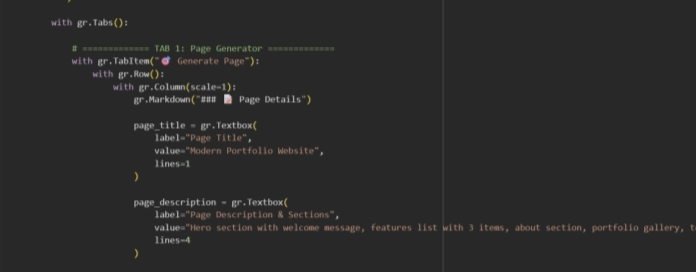 with gr.Tabs():
# ============= TAB 1: Page Generator =============
with gr.TabItem("🎯 Generate Page"):
with gr.Row():
with gr.Column(scale=1):
gr.Markdown("### 📄 Page Details")
page_title = gr.Textbox(
label="Page Title",
value="Modern Portfolio Website",
lines=1
)
page_description = gr.Textbox(
label="Page Description & Sections",
value="Hero section with welcome message, features list with 3 items, about section, portfolio gallery,
lines=4
)